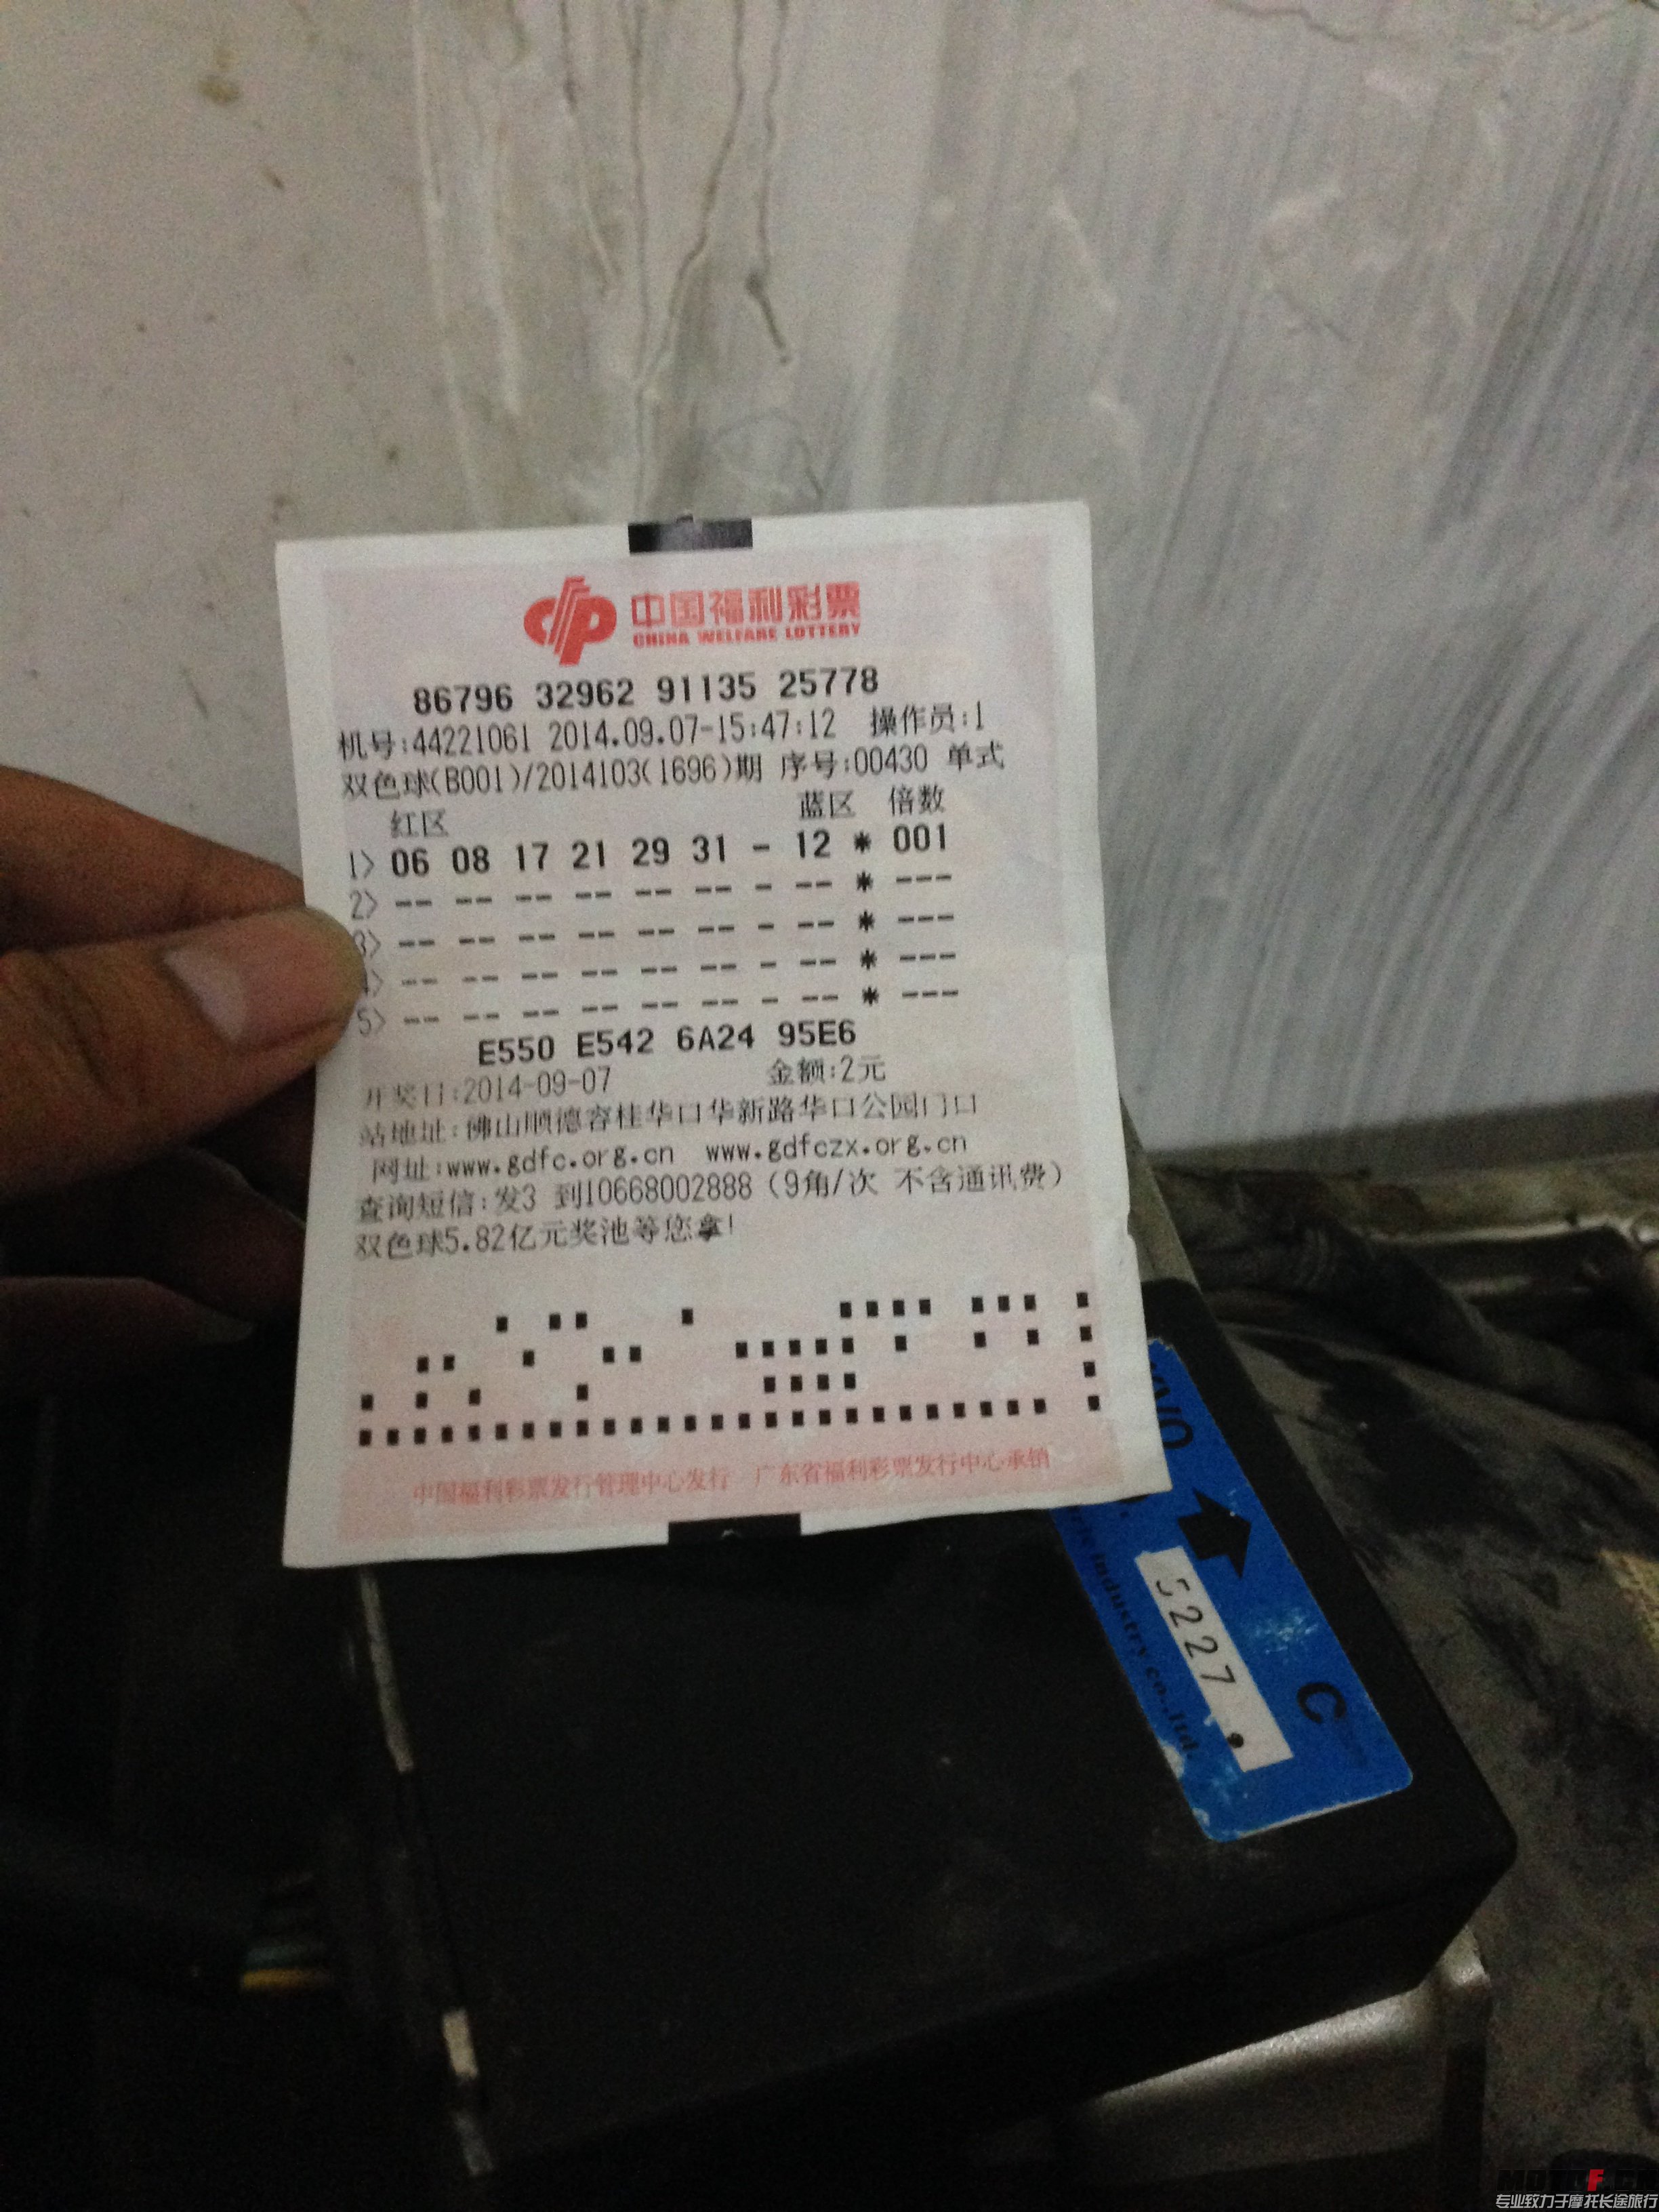 中国福利彩票
CHINA WELFARE LOTTERY
86796 32962 91135 25778
机号:44221061 2014.09.07-15:47:12 操作员:1
双色球(B001)/2014103(1696)期 序号:00430 单式
红区 蓝区 倍数
1> 06 08 17 21 29 31 - 12 * 001
2> -- -- -- -- -- -- - -- * ---
3> -- -- -- -- -- -- - -- * ---
4> -- -- -- -- -- -- - -- * ---
5> -- -- -- -- -- -- - -- * ---
E550 E542 6A24 95E6
开奖日:2014-09-07 金额:2元
站地址:佛山顺德容桂华口华新路华口公园门口
网址:www.gdfc.org.cn www.gdfczx.org.cn
查询短信:发3 到10668002888(9角/次 不含通讯费)
双色球5.82亿元奖池等您拿!
中国福利彩票发行管理中心发行 广东省福利彩票发行中心承销
industry co.,ltd.
5227
C
专业致力于摩托长途旅行